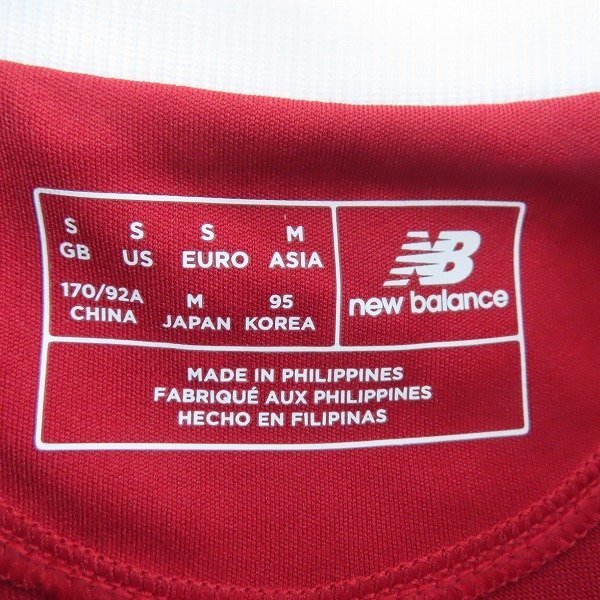 S S S M
GB US EURO ASIA
170/92A M 95
CHINA JAPAN KOREA
NB
new balance
MADE IN PHILIPPINES
FABRIQUÉ AUX PHILIPPINES
HECHO EN FILIPINAS